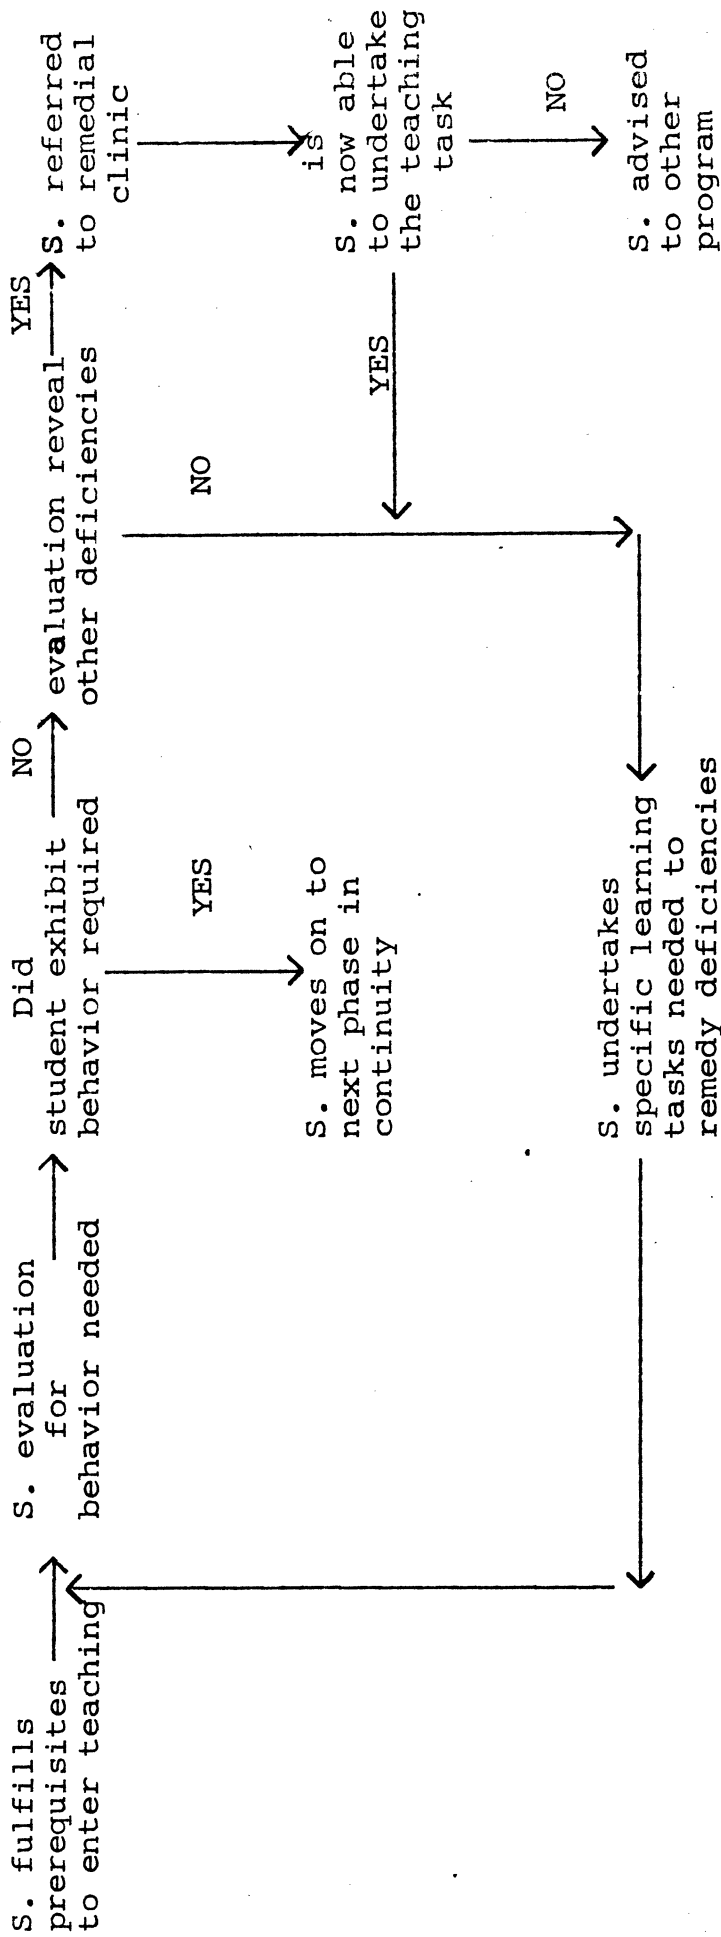 S. fulfills
prerequisites
to enter teaching
S. evaluation
for
behavior needed
Did
student exhibit
behavior required
NO
YES
S. moves on to
next phase in
continuity
evaluation reveal
other deficiencies
YES
NO
S. referred
to remedial
clinic
is
S. now able
to undertake
the teaching
task
YES
NO
S. advised
to other
program
S. undertakes
specific learning
tasks needed to
remedy deficiencies